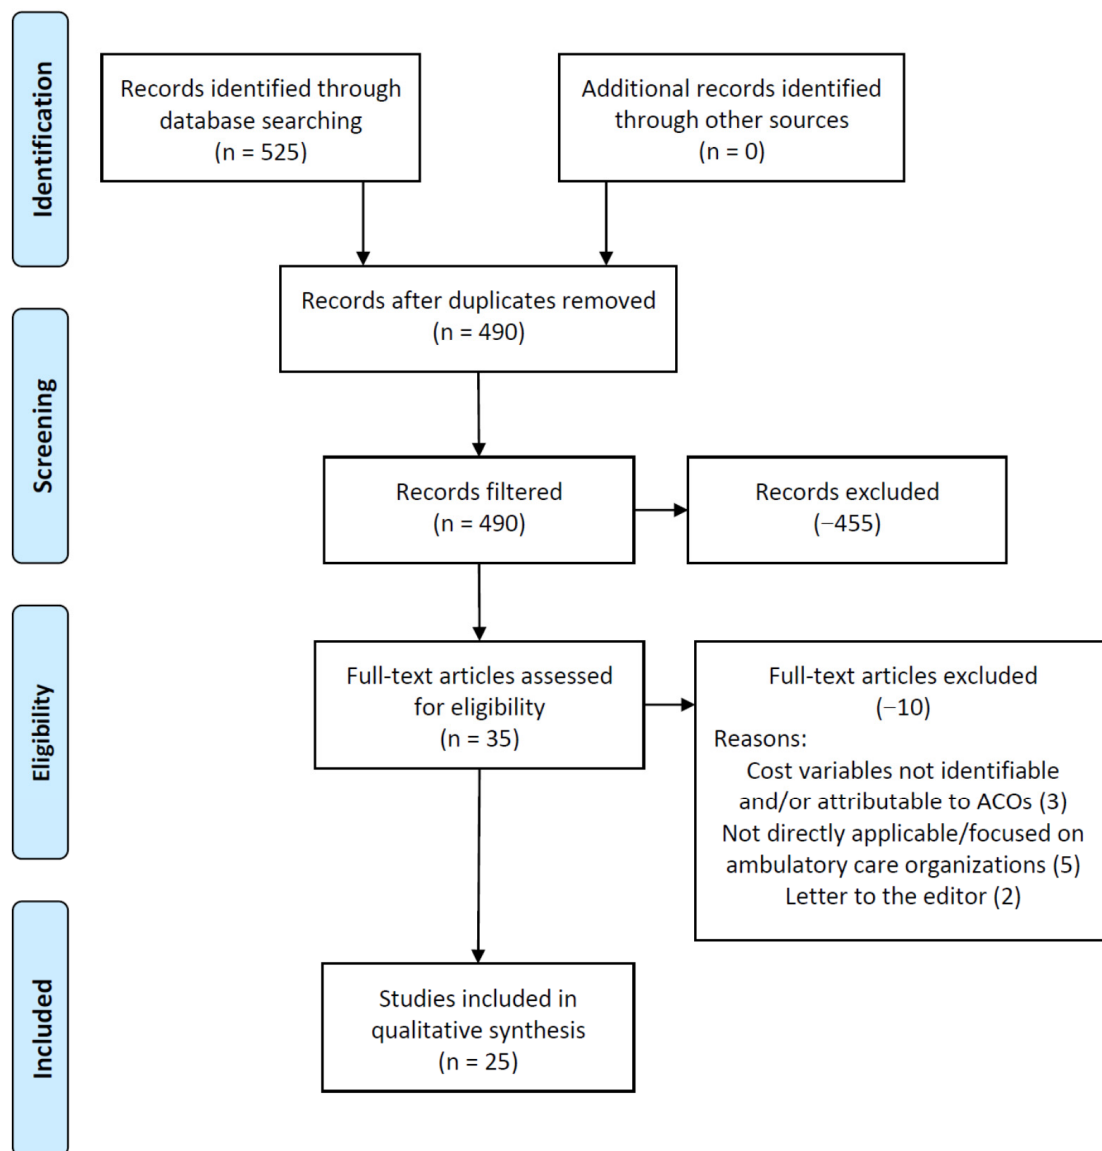 Identification
Records identified through
database searching
(n = 525)
Additional records identified
through other sources
(n = 0)
Records after duplicates removed
(n = 490)
Screening
Records filtered
(n = 490)
Records excluded
(−455)
Eligibility
Full-text articles assessed
for eligibility
(n = 35)
Full-text articles excluded
(−10)
Reasons:
Cost variables not identifiable
and/or attributable to ACOs (3)
Not directly applicable/focused on
ambulatory care organizations (5)
Letter to the editor (2)
Included
Studies included in
qualitative synthesis
(n = 25)